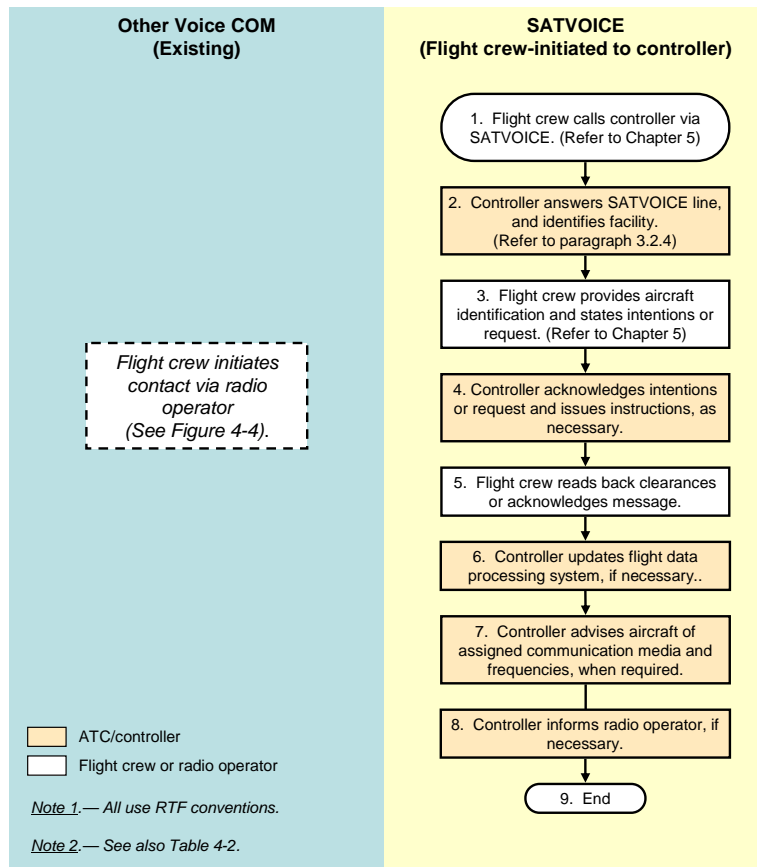 Other Voice COM
(Existing)
SATVOICE
(Flight crew-initiated to controller)
1. Flight crew calls controller via
SATVOICE. (Refer to Chapter 5)
2. Controller answers SATVOICE line,
and identifies facility.
(Refer to paragraph 3.2.4)
3. Flight crew provides aircraft
identification and states intentions or
request. (Refer to Chapter 5)
Flight crew initiates
contact via radio
operator
(See Figure 4-4).
4. Controller acknowledges intentions
or request and issues instructions, as
necessary.
5. Flight crew reads back clearances
or acknowledges message.
6. Controller updates flight data
processing system, if necessary..
7. Controller advises aircraft of
assigned communication media and
frequencies, when required.
8. Controller informs radio operator, if
necessary.
9. End
ATC/controller
Flight crew or radio operator
Note 1.— All use RTF conventions.
Note 2.— See also Table 4-2.